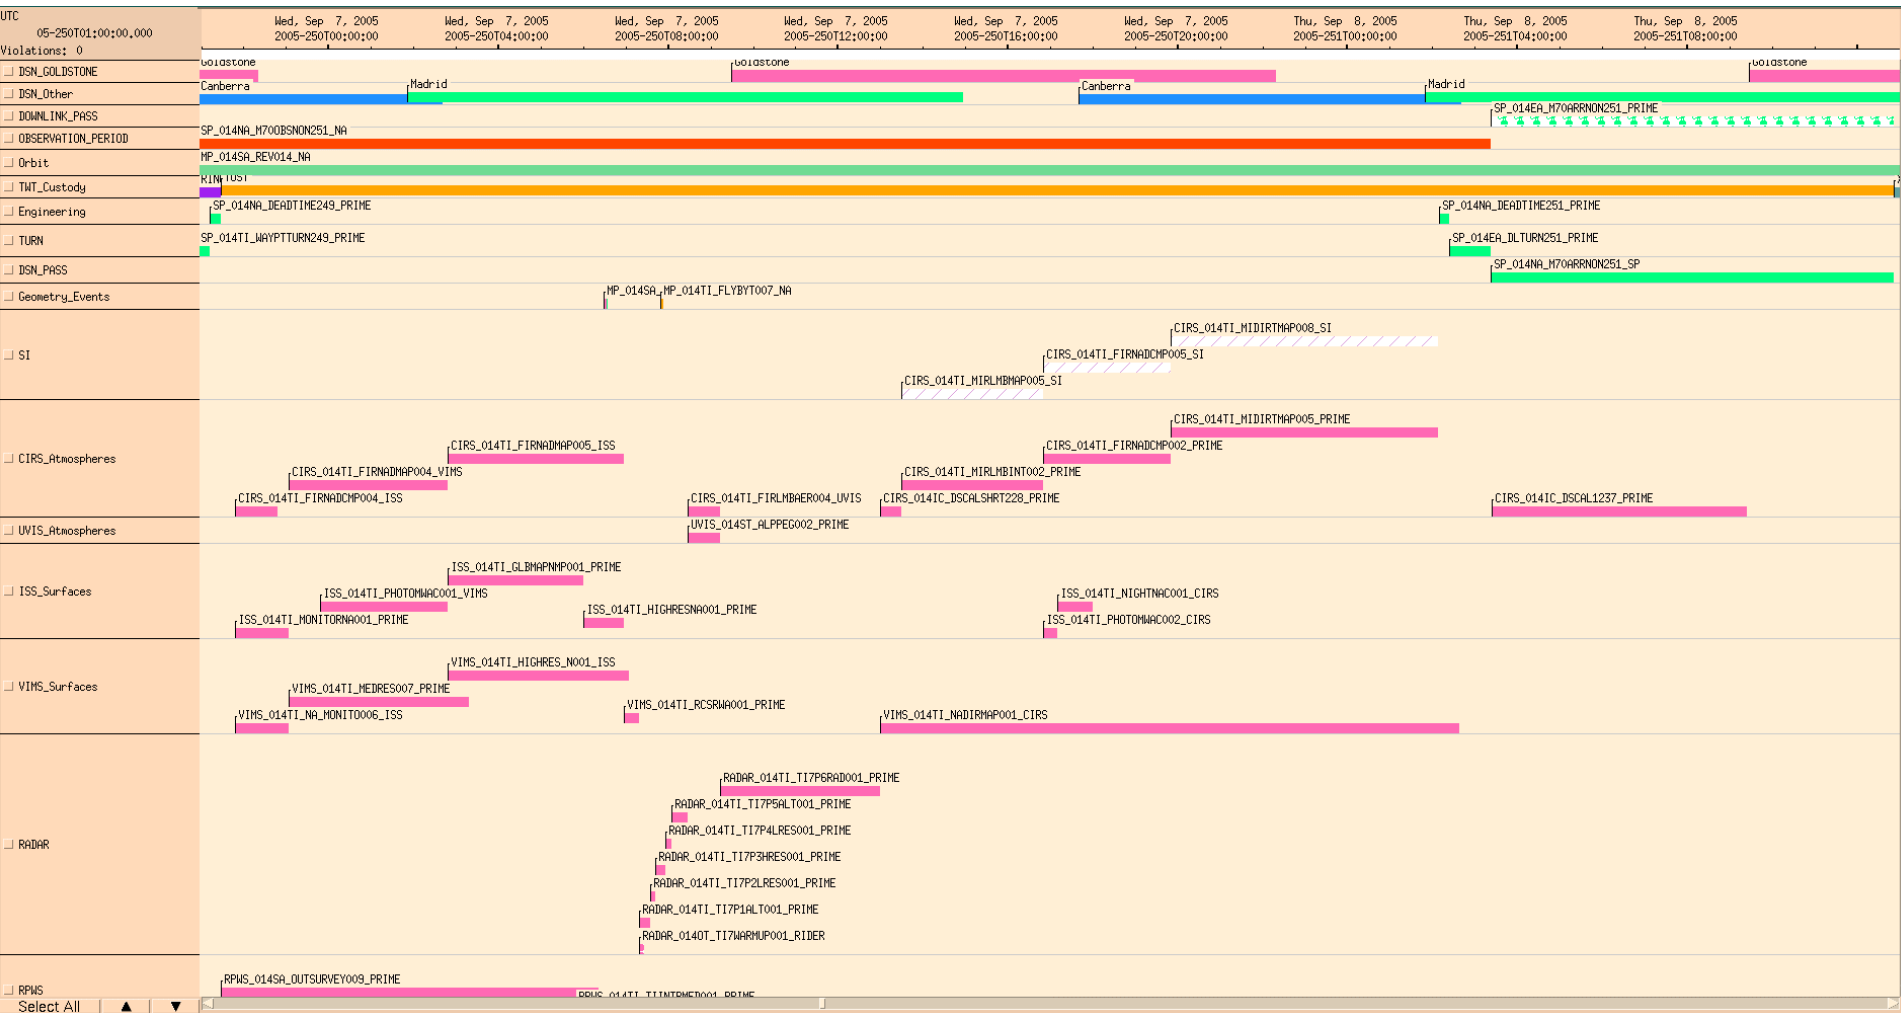 UTC
05-250T01:00:00.000
Violations: 0
Wed, Sep 7, 2005 Wed, Sep 7, 2005 Wed, Sep 7, 2005 Wed, Sep 7, 2005 Wed, Sep 7, 2005 Wed, Sep 7, 2005 Thu, Sep 8, 2005 Thu, Sep 8, 2005 Thu, Sep 8, 2005
2005-250T00:00:00 2005-250T04:00:00 2005-250T08:00:00 2005-250T12:00:00 2005-250T16:00:00 2005-250T20:00:00 2005-251T00:00:00 2005-251T04:00:00 2005-251T08:00:00
DSN_GOLDSTONE
Goldstone Goldstone Goldstone
DSN_Other
Canberra Madrid Canberra Madrid
DOWNLINK_PASS
SP_014EA_M70ARRNON251_PRIME
OBSERVATION_PERIOD
SP_014NA_M70OBSNON251_NA
Orbit
MP_014SA_REV014_NA
TWT_Custody
RIN TOST
Engineering
SP_014NA_DEADTIME249_PRIME SP_014NA_DEADTIME251_PRIME
TURN
SP_014TI_WAYPTTURN249_PRIME SP_014EA_DLTURN251_PRIME
DSN_PASS
SP_014NA_M70ARRNON251_SP
Geometry_Events
MP_014SA_ MP_014TI_FLYBYT007_NA
SI
CIRS_014TI_MIDIRTMAP008_SI
CIRS_014TI_FIRNADCMP005_SI
CIRS_014TI_MIRLMBMAP005_SI
CIRS_Atmospheres
CIRS_014TI_MIDIRTMAP005_PRIME
CIRS_014TI_FIRNADMAP005_ISS CIRS_014TI_FIRNADCMP002_PRIME
CIRS_014TI_FIRNADMAP004_VIMS CIRS_014TI_MIRLMBINT002_PRIME
CIRS_014TI_FIRNADCMP004_ISS CIRS_014TI_FIRLMBAER004_UVIS CIRS_014IC_DSCALSHRT228_PRIME CIRS_014IC_DSCAL1237_PRIME
UVIS_Atmospheres
UVIS_014ST_ALPPEG002_PRIME
ISS_Surfaces
ISS_014TI_GLBMAPNMP001_PRIME
ISS_014TI_PHOTOMWAC001_VIMS ISS_014TI_NIGHTNAC001_CIRS
ISS_014TI_HIGHRESNA001_PRIME
ISS_014TI_MONITORNA001_PRIME ISS_014TI_PHOTOMWAC002_CIRS
VIMS_Surfaces
VIMS_014TI_HIGHRES_N001_ISS
VIMS_014TI_MEDRES007_PRIME
VIMS_014TI_RCSRWA001_PRIME
VIMS_014TI_NA_MONITO006_ISS VIMS_014TI_NADIRMAP001_CIRS
RADAR
RADAR_014TI_TI7P6RAD001_PRIME
RADAR_014TI_TI7P5ALT001_PRIME
RADAR_014TI_TI7P4LRES001_PRIME
RADAR_014TI_TI7P3HRES001_PRIME
RADAR_014TI_TI7P2LRES001_PRIME
RADAR_014TI_TI7P1ALT001_PRIME
RADAR_014OT_TI7WARMUP001_RIDER
RPWS
RPWS_014SA_OUTSURVEY009_PRIME
RPWS_014TI_TIINTRMED001_PRIME
Select All